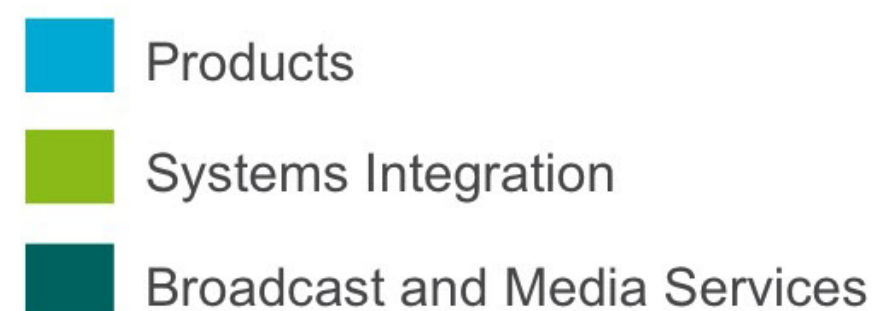 Products
Systems Integration
Broadcast and Media Services